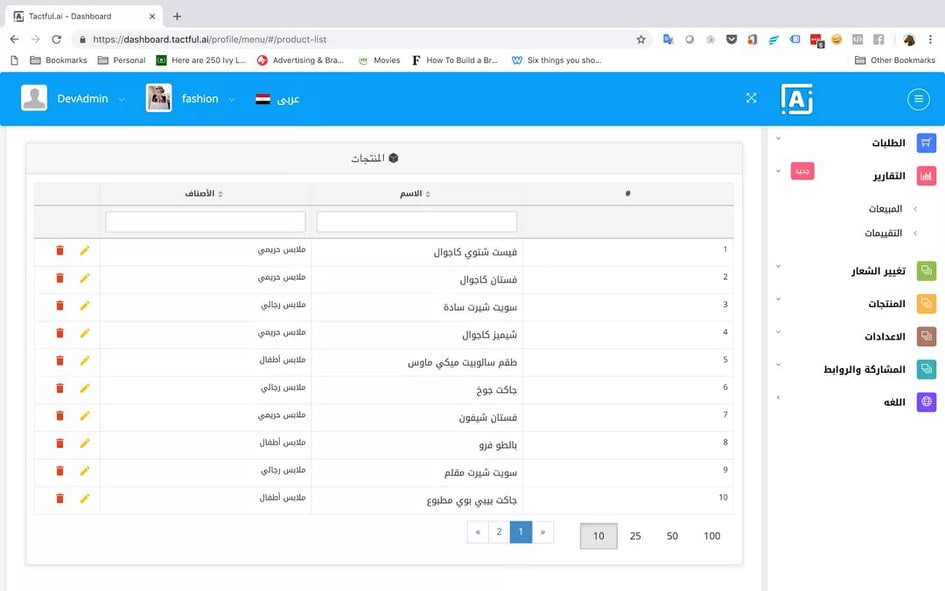 Tactful.ai - Dashboard
https://dashboard.tactful.ai/profile/menu/#/product-list
Bookmarks Personal Here are 250 Ivy L... Advertising & Bra... Movies How To Build a Br... Six things you sho... Other Bookmarks
DevAdmin fashion عربى
المنتجات
# الاسم الأصناف
1 فيست شتوي كاجوال ملابس حريمي
2 فستان كاجوال ملابس حريمي
3 سويت شيرت سادة ملابس رجالي
4 شيميز كاجوال ملابس حريمي
5 طقم سالوبيت ميكي ماوس ملابس أطفال
6 جاكت جوخ ملابس رجالي
7 فستان شيفون ملابس حريمي
8 بالطو فرو ملابس أطفال
9 سويت شيرت مقلم ملابس رجالي
10 جاكت بيبي بوي مطبوع ملابس أطفال
« 2 1 » 10 25 50 100
الطلبات
التقارير جديد
المبيعات
التقييمات
تغيير الشعار
المنتجات
الاعدادات
المشاركة والروابط
اللغه